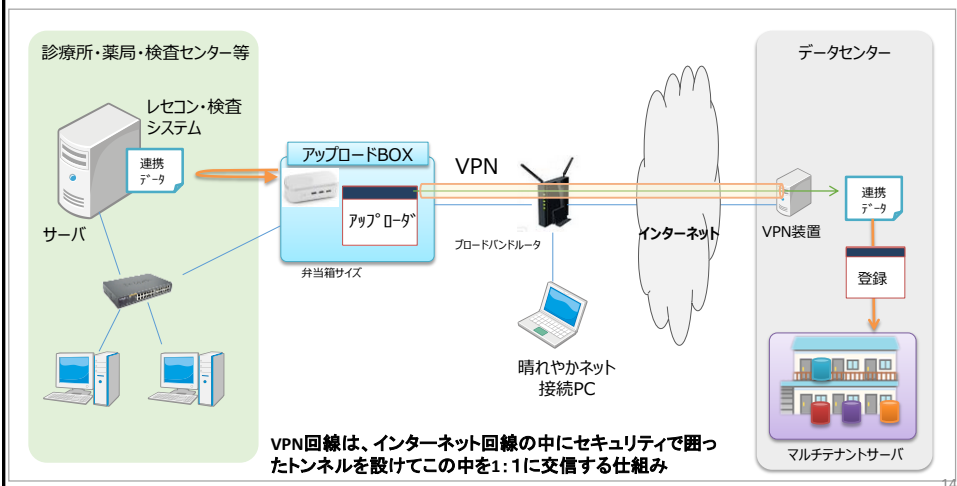 診療所・薬局・検査センター等
レセコン・検査
システム
連携
ﾃﾞｰﾀ
サーバ
アップロードBOX
ｱｯﾌﾟﾛｰﾀﾞ
弁当箱サイズ
VPN
ブロードバンドルータ
晴れやかネット
接続PC
インターネット
データセンター
VPN装置
連携
ﾃﾞｰﾀ
登録
マルチテナントサーバ
VPN回線は、インターネット回線の中にセキュリティで囲っ
たトンネルを設けてこの中を1:1に交信する仕組み
14